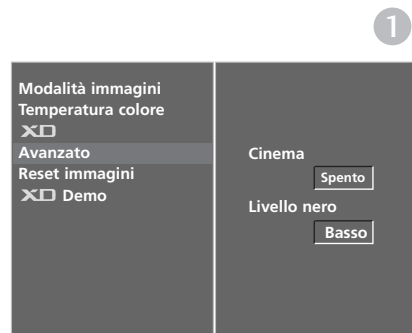 1
Modalità immagini
Temperatura colore
XD
Avanzato
Reset immagini
XD Demo
Cinema
Spento
Livello nero
Basso